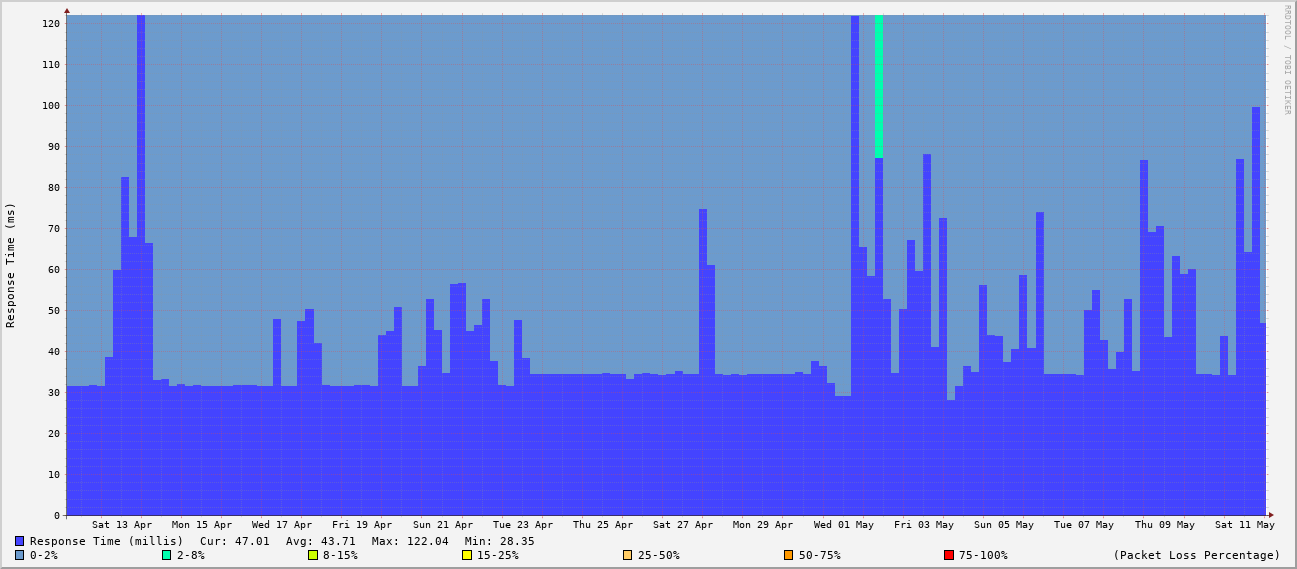 RRDTOOL / TOBI OETIKER
Response Time (ms)
120
110
100
90
80
70
60
50
40
30
20
10
0
Sat 13 Apr Mon 15 Apr Wed 17 Apr Fri 19 Apr Sun 21 Apr Tue 23 Apr Thu 25 Apr Sat 27 Apr Mon 29 Apr Wed 01 May Fri 03 May Sun 05 May Tue 07 May Thu 09 May Sat 11 May
Response Time (millis) Cur: 47.01 Avg: 43.71 Max: 122.04 Min: 28.35
0-2% 2-8% 8-15% 15-25% 25-50% 50-75% 75-100% (Packet Loss Percentage)